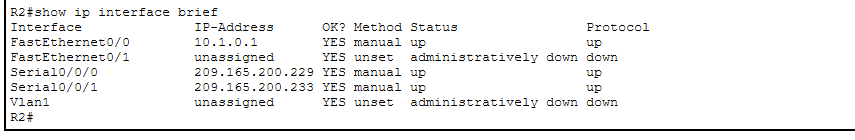 R2#show ip interface brief
Interface              IP-Address      OK? Method Status                Protocol
FastEthernet0/0        10.1.0.1        YES manual up                    up
FastEthernet0/1        unassigned      YES unset  administratively down down
Serial0/0/0            209.165.200.229 YES manual up                    up
Serial0/0/1            209.165.200.233 YES manual up                    up
Vlan1                  unassigned      YES unset  administratively down down
R2#